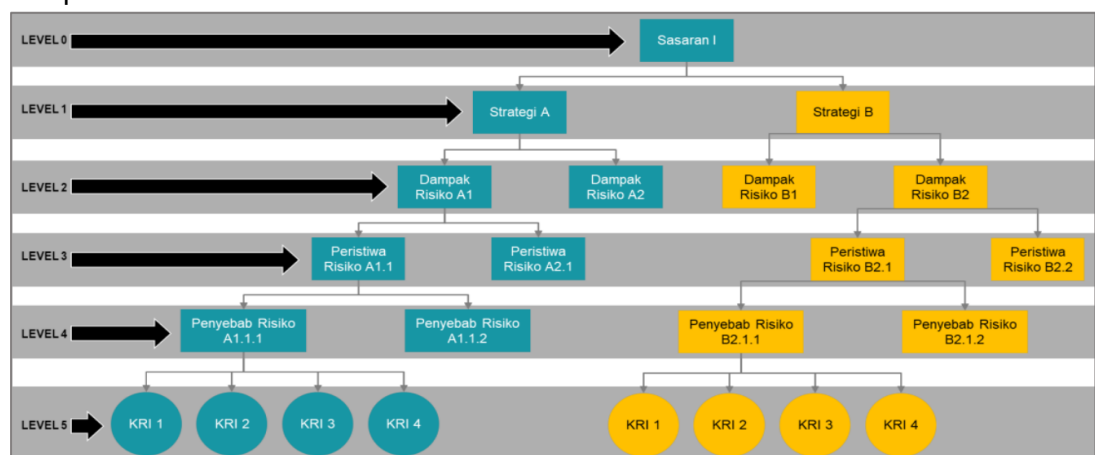 LEVEL 0
Sasaran I
LEVEL 1
Strategi A
Strategi B
LEVEL 2
Dampak
Risiko A1
Dampak
Risiko A2
Dampak
Risiko B1
Dampak
Risiko B2
LEVEL 3
Peristiwa
Risiko A1.1
Peristiwa
Risiko A2.1
Peristiwa
Risiko B2.1
Peristiwa
Risiko B2.2
LEVEL 4
Penyebab Risiko
A1.1.1
Penyebab Risiko
A1.1.2
Penyebab Risiko
B2.1.1
Penyebab Risiko
B2.1.2
LEVEL 5
KRI 1
KRI 2
KRI 3
KRI 4
KRI 1
KRI 2
KRI 3
KRI 4